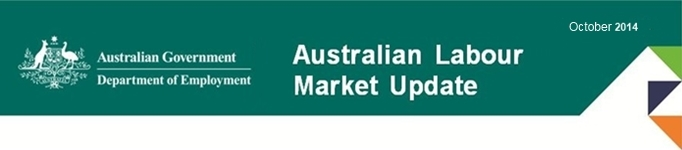 October 2014
Australian Government
Department of Employment
Australian Labour
Market Update